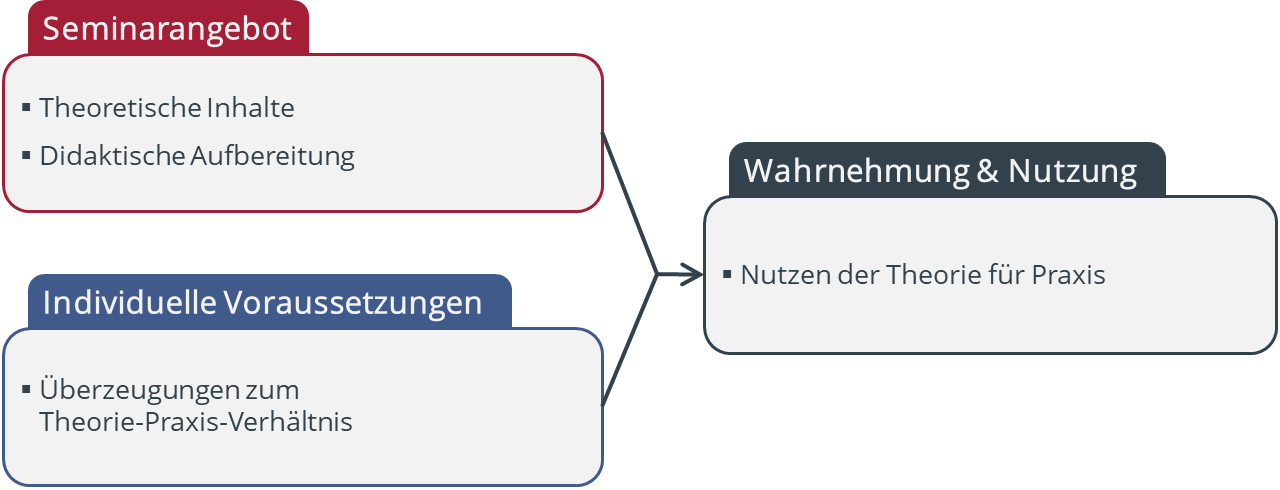 Seminarangebot
▪ Theoretische Inhalte
▪ Didaktische Aufbereitung
Individuelle Voraussetzungen
▪ Überzeugungen zum
Theorie-Praxis-Verhältnis
Wahrnehmung & Nutzung
▪ Nutzen der Theorie für Praxis